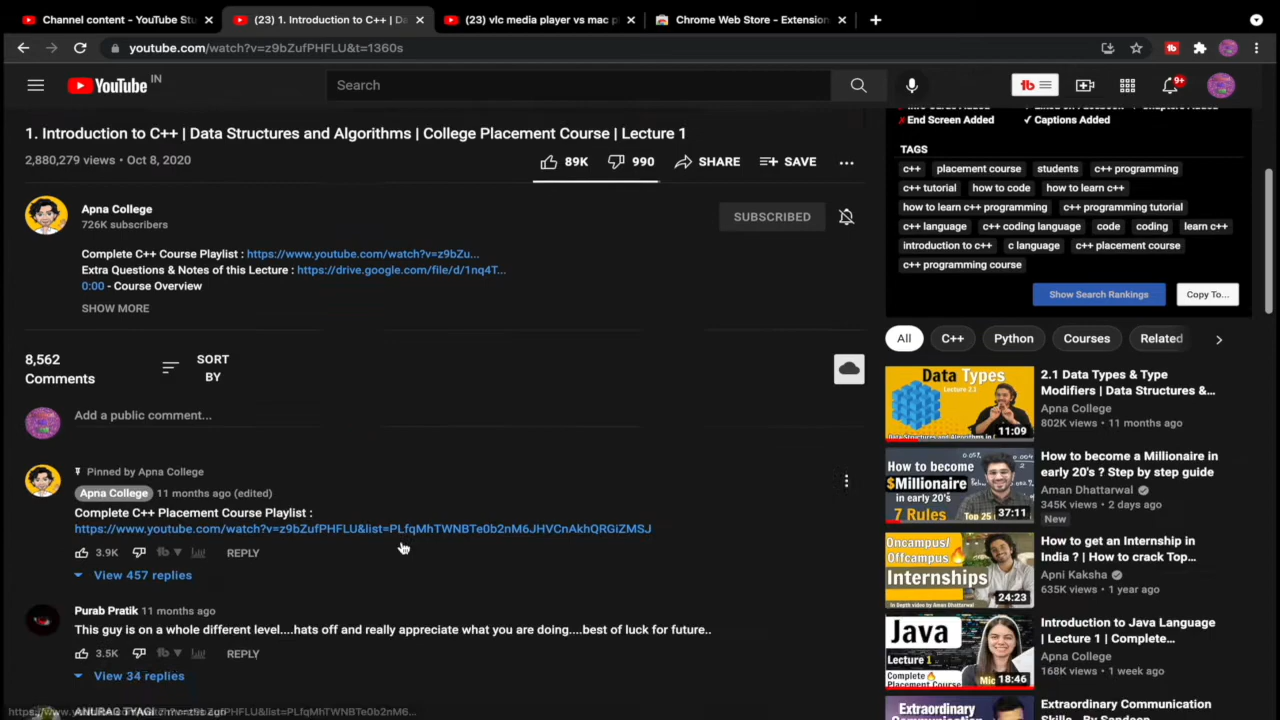 Channel content - YouTube Stu
(23) 1. Introduction to C++ | Da
(23) vlc media player vs mac p
Chrome Web Store - Extension
youtube.com/watch?v=z9bZufPHFLU&t=1360s
YouTube IN
Search
9+
1. Introduction to C++ | Data Structures and Algorithms | College Placement Course | Lecture 1
2,880,279 views • Oct 8, 2020
89K
990
SHARE
SAVE
Apna College
726K subscribers
SUBSCRIBED
Complete C++ Course Playlist : https://www.youtube.com/watch?v=z9bZu...
Extra Questions & Notes of this Lecture : https://drive.google.com/file/d/1nq4T...
0:00 - Course Overview
SHOW MORE
8,562 Comments
SORT BY
Add a public comment...
Pinned by Apna College
Apna College 11 months ago (edited)
Complete C++ Placement Course Playlist :
https://www.youtube.com/watch?v=z9bZufPHFLU&list=PLfqMhTWNBTe0b2nM6JHVCnAkhQRGiZMSJ
3.9K
REPLY
View 457 replies
Purab Pratik 11 months ago
This guy is on a whole different level....hats off and really appreciate what you are doing....best of luck for future..
3.5K
REPLY
View 34 replies
End Screen Added
Captions Added
TAGS
c++
placement course
students
c++ programming
c++ tutorial
how to code
how to learn c++
how to learn c++ programming
c++ programming tutorial
c++ language
c++ coding language
code
coding
learn c++
introduction to c++
c language
c++ placement course
c++ programming course
Show Search Rankings
Copy To...
All
C++
Python
Courses
Related
Data Types
Lecture 2.1
11:09
2.1 Data Types & Type
Modifiers | Data Structures &...
Apna College
802K views • 11 months ago
How to become
$Millionaire
in early 20's
7 Rules
37:11
How to become a Millionaire in
early 20's ? Step by step guide
Aman Dhattarwal
345K views • 2 days ago
New
Oncampus/
Offcampus
Internships
24:23
How to get an Internship in
India ? | How to crack Top...
Apni Kaksha
635K views • 1 year ago
Java
Lecture 1
18:46
Introduction to Java Language
| Lecture 1 | Complete...
Apna College
168K views • 1 week ago
Extraordinary
Extraordinary Communication